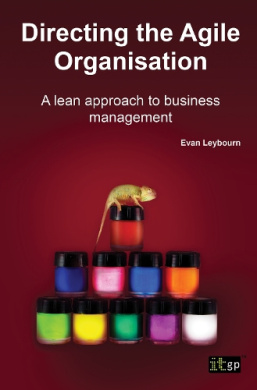 Directing the Agile
Organisation
A lean approach to business
management
Evan Leybourn
itgp